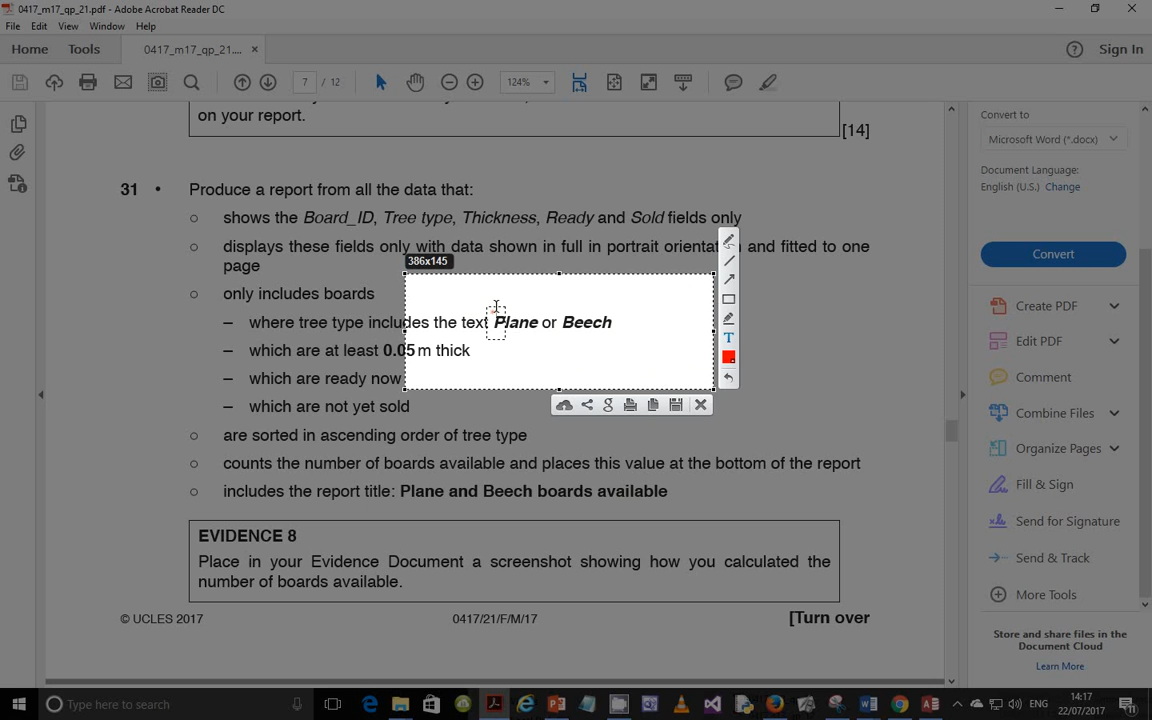 0417_m17_qp_21.pdf - Adobe Acrobat Reader DC
File Edit View Window Help
Home Tools 0417_m17_qp_21.... × Sign In
7 / 12 124%
on your report.
[14]
31 • Produce a report from all the data that:
○ shows the Board_ID, Tree type, Thickness, Ready and Sold fields only
○ displays these fields only with data shown in full in portrait and fitted to one
page
386x145
○ only includes boards
– where tree type includes the text Plane or Beech
– which are at least 0.05 m thick
– which are ready now
– which are not yet sold
○ are sorted in ascending order of tree type
○ counts the number of boards available and places this value at the bottom of the report
○ includes the report title: Plane and Beech boards available
EVIDENCE 8
Place in your Evidence Document a screenshot showing how you calculated the
number of boards available.
© UCLES 2017 0417/21/F/M/17 [Turn over
Convert to
Microsoft Word (*.docx)
Document Language:
English (U.S.) Change
Convert
Create PDF
Edit PDF
Comment
Combine Files
Organize Pages
Fill & Sign
Send for Signature
Send & Track
More Tools
Store and share files in the
Document Cloud
Learn More
Type here to search
ENG
14:17
22/07/2017